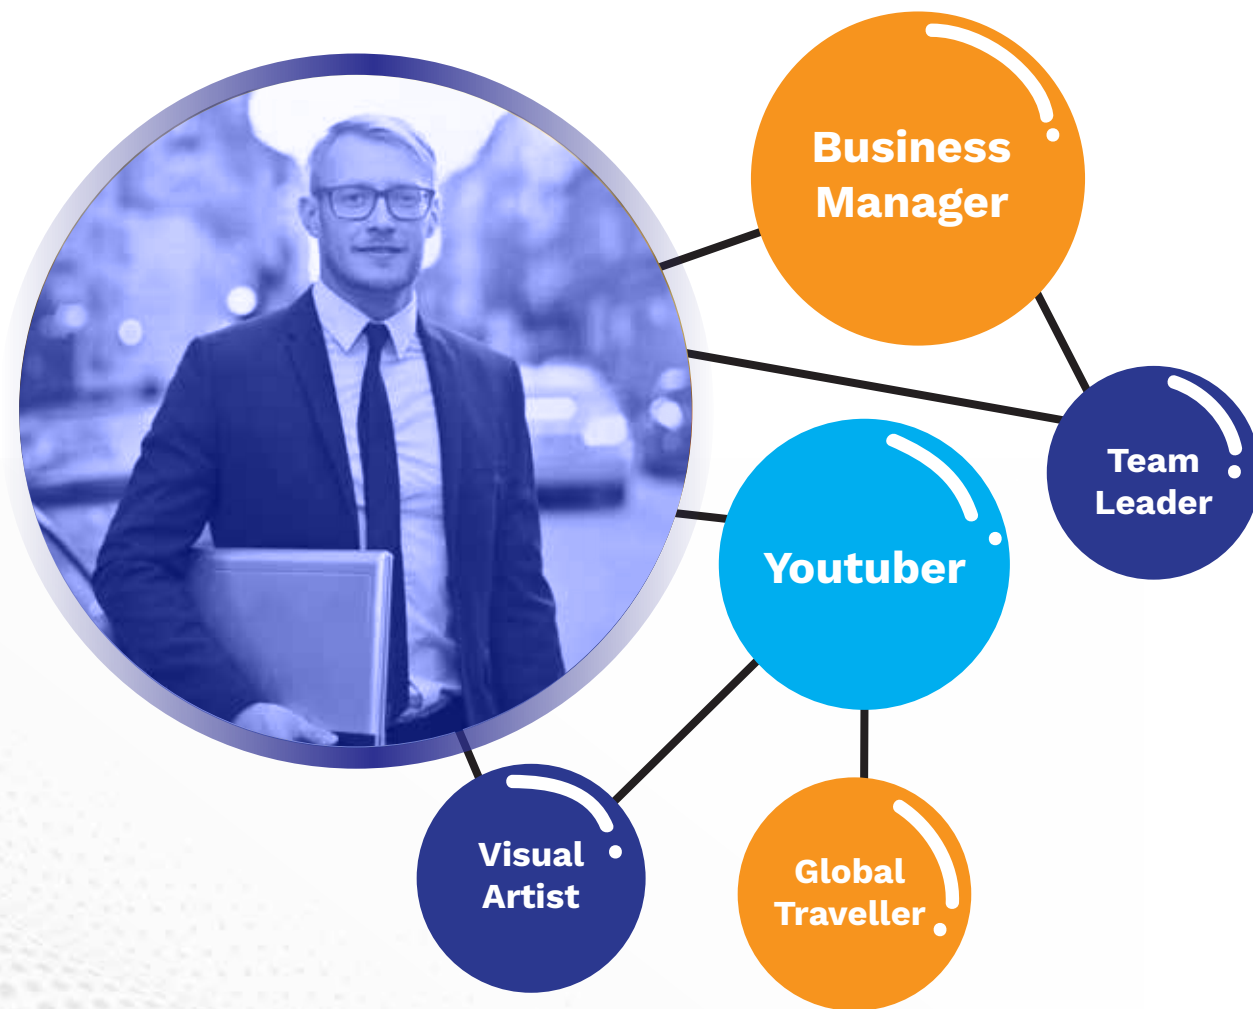 Business
Manager
Team
Leader
Youtuber
Visual
Artist
Global
Traveller